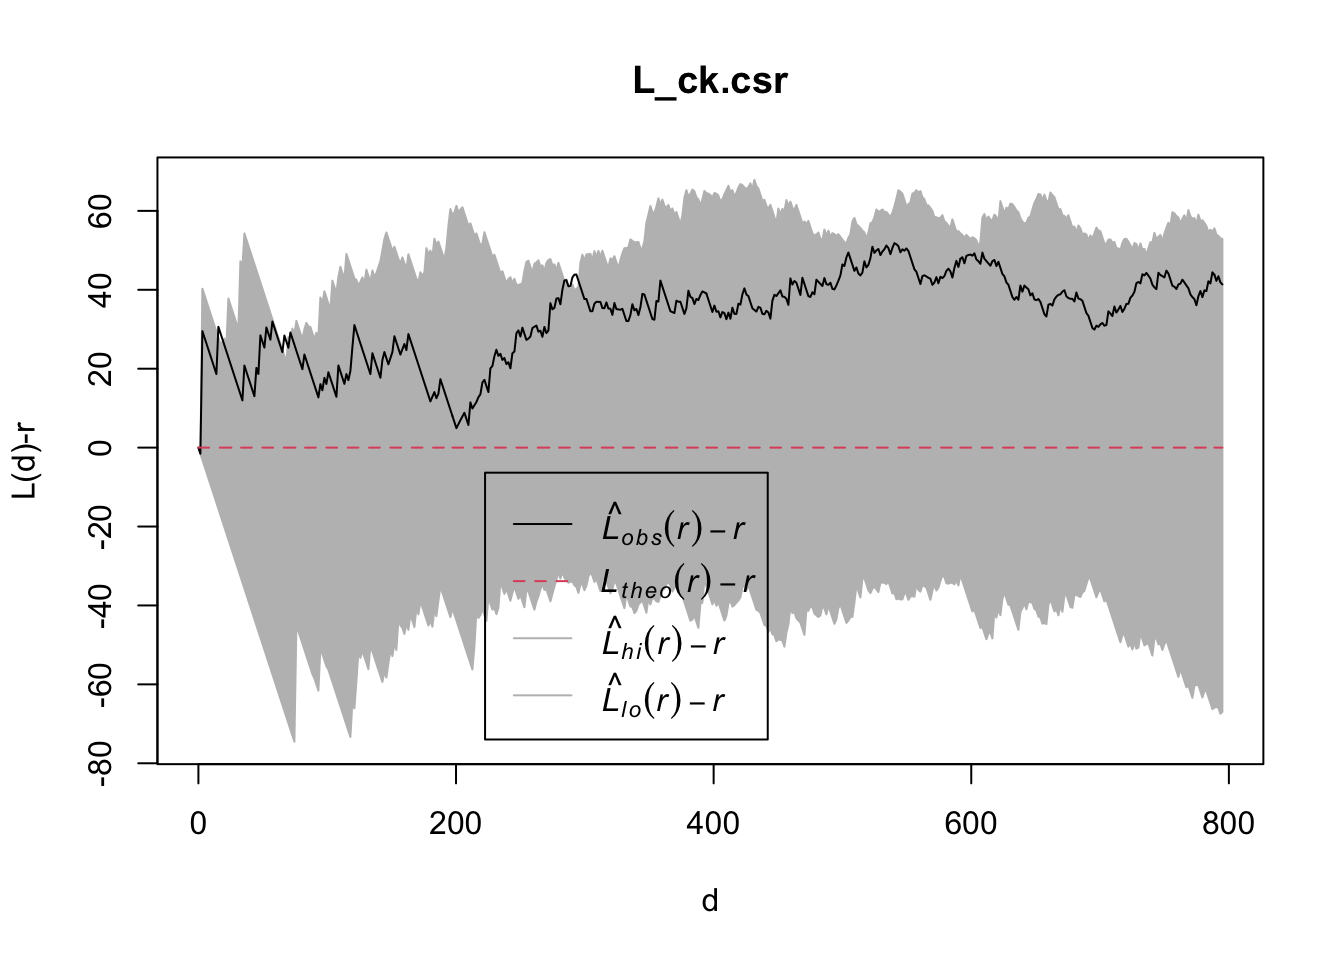 L_ck.csr
L(d)-r
60
40
20
0
-20
-40
-60
-80
L̂obs(r) − r
Ltheo(r) − r
L̂hi(r) − r
L̂lo(r) − r
0 200 400 600 800
d